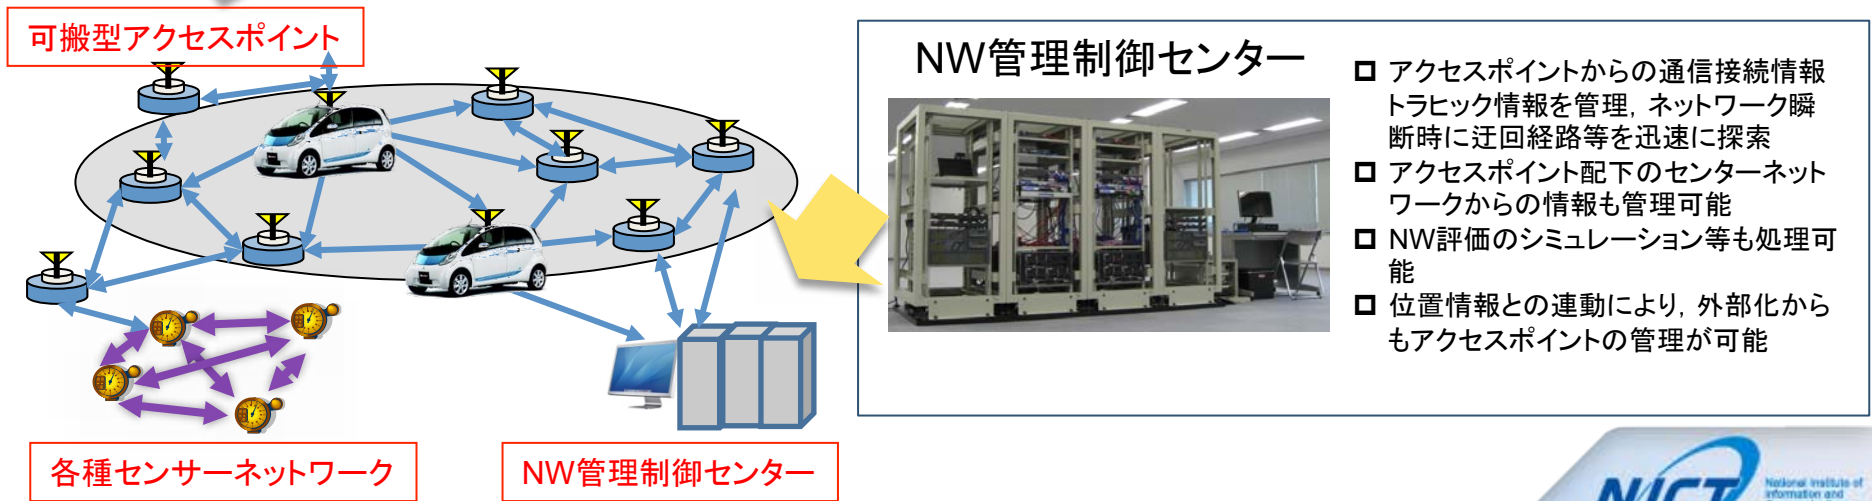 可搬型アクセスポイント
各種センサーネットワーク
NW管理制御センター
NW管理制御センター
アクセスポイントからの通信接続情報
トラヒック情報を管理，ネットワーク瞬
断時に迂回経路等を迅速に探索
アクセスポイント配下のセンターネット
ワークからの情報も管理可能
NW評価のシミュレーション等も処理可
能
位置情報との連動により，外部化から
もアクセスポイントの管理が可能
NICT
National Institute of
Information and